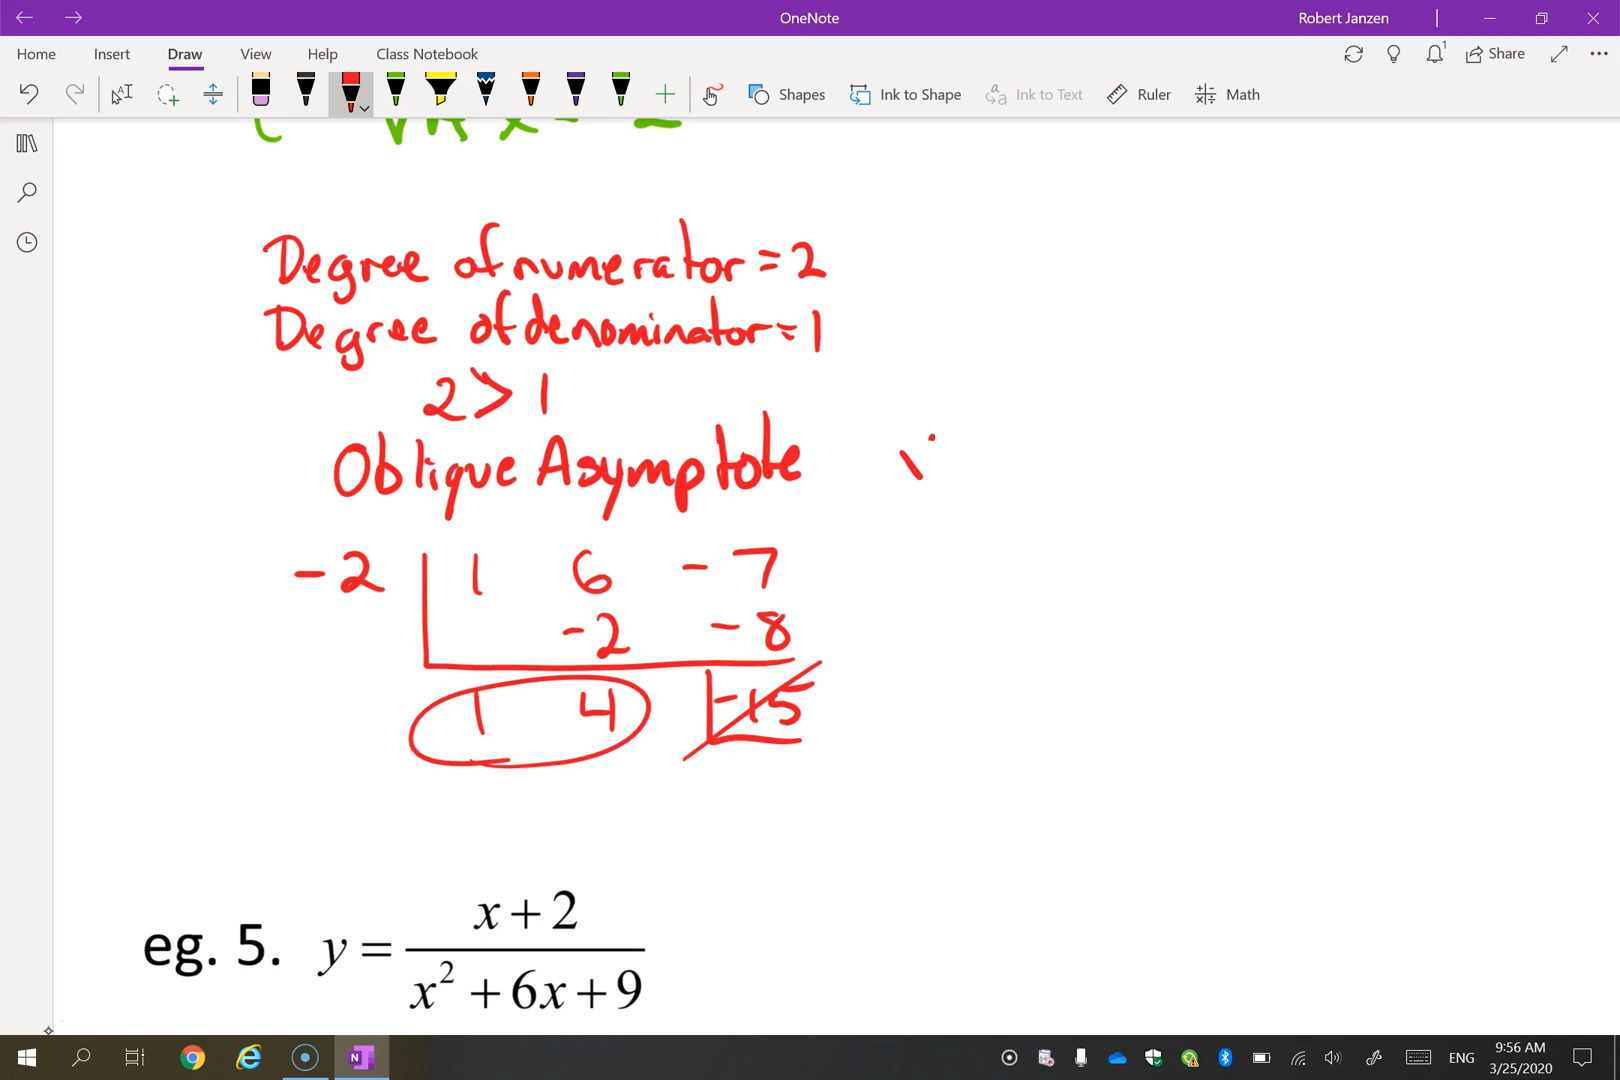 OneNote
Robert Janzen
Home Insert Draw View Help Class Notebook
1
Share
Shapes Ink to Shape Ink to Text Ruler Math
Degree of numerator = 2
Degree of denominator = 1
2 > 1
Oblique Asymptote
-2 | 1 6 -7
-2 -8
1 4 -15
eg. 5. y = (x + 2) / (x² + 6x + 9)
ENG
9:56 AM
3/25/2020